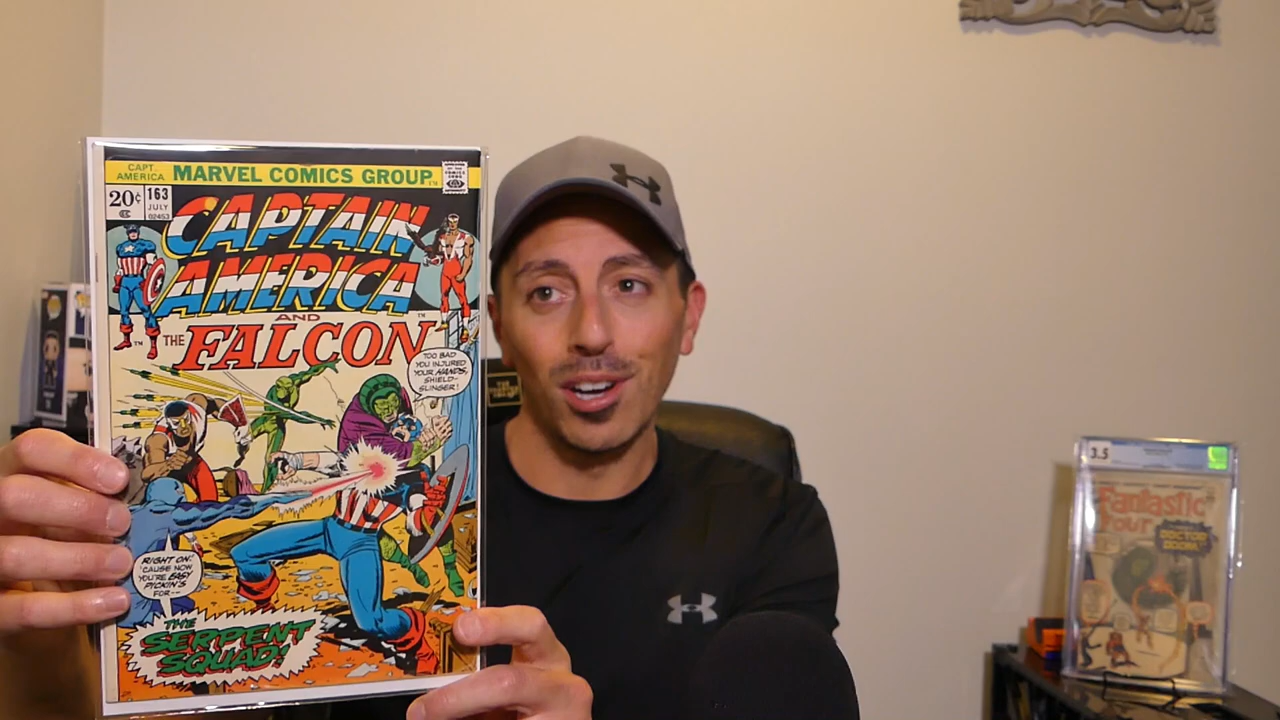 CAPT. AMERICA
MARVEL COMICS GROUP
20¢
163
JULY
02453
CAPTAIN
AMERICA
AND
THE FALCON
TOO BAD
YOU INJURED
YOUR HANDS,
SHIELD-
SLINGER!
RIGHT ON!
'CAUSE NOW
YOU'RE EASY
PICKIN'S
FOR--
THE
SERPENT
SQUAD!
3.5
Fantastic
Four
DOCTOR
DOOM!